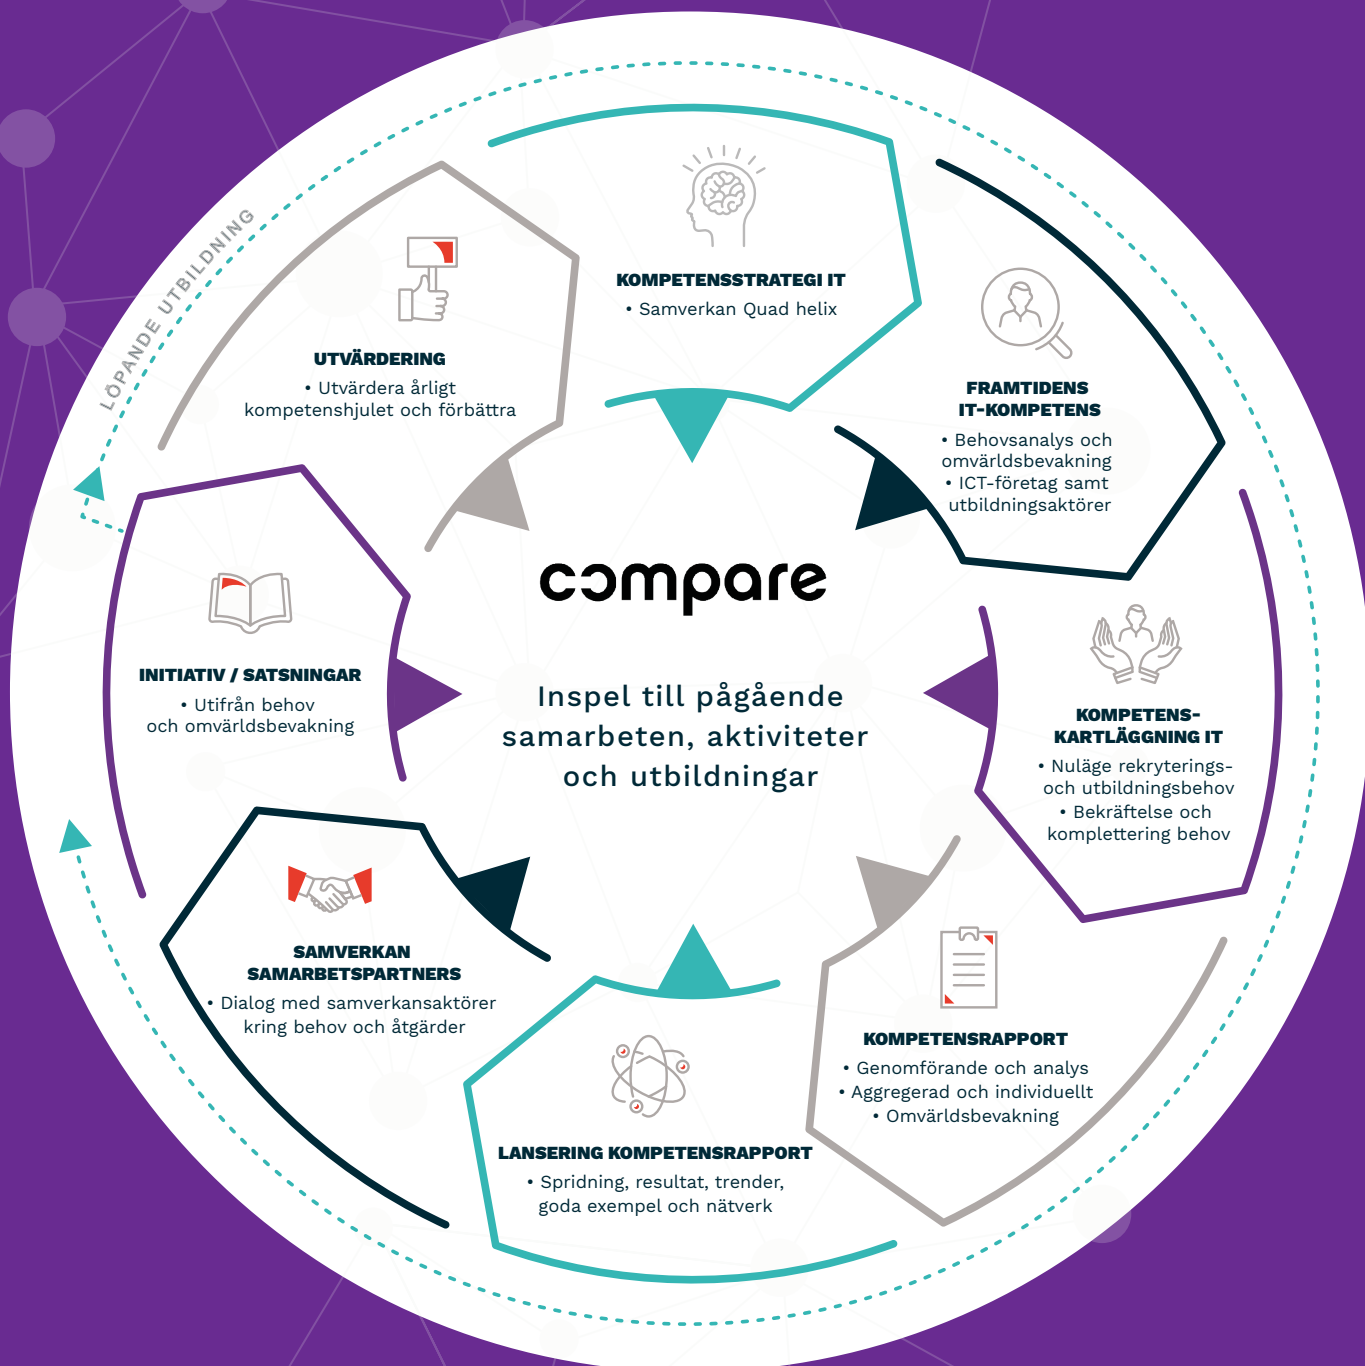 KOMPETENSSTRATEGI IT
• Samverkan Quad helix
FRAMTIDENS
IT-KOMPETENS
• Behovsanalys och
omvärldsbevakning
• ICT-företag samt
utbildningsaktörer
KOMPETENS-
KARTLÄGGNING IT
• Nuläge rekryterings-
och utbildningsbehov
• Bekräftelse och
komplettering behov
KOMPETENSRAPPORT
• Genomförande och analys
• Aggregerad och individuellt
• Omvärldsbevakning
LANSERING KOMPETENSRAPPORT
• Spridning, resultat, trender,
goda exempel och nätverk
SAMVERKAN
SAMARBETSPARTNERS
• Dialog med samverkansaktörer
kring behov och åtgärder
INITIATIV / SATSNINGAR
• Utifrån behov
och omvärldsbevakning
UTVÄRDERING
• Utvärdera årligt
kompetenshjulet och förbättra
LÖPANDE UTBILDNING
compare
Inspel till pågående
samarbeten, aktiviteter
och utbildningar